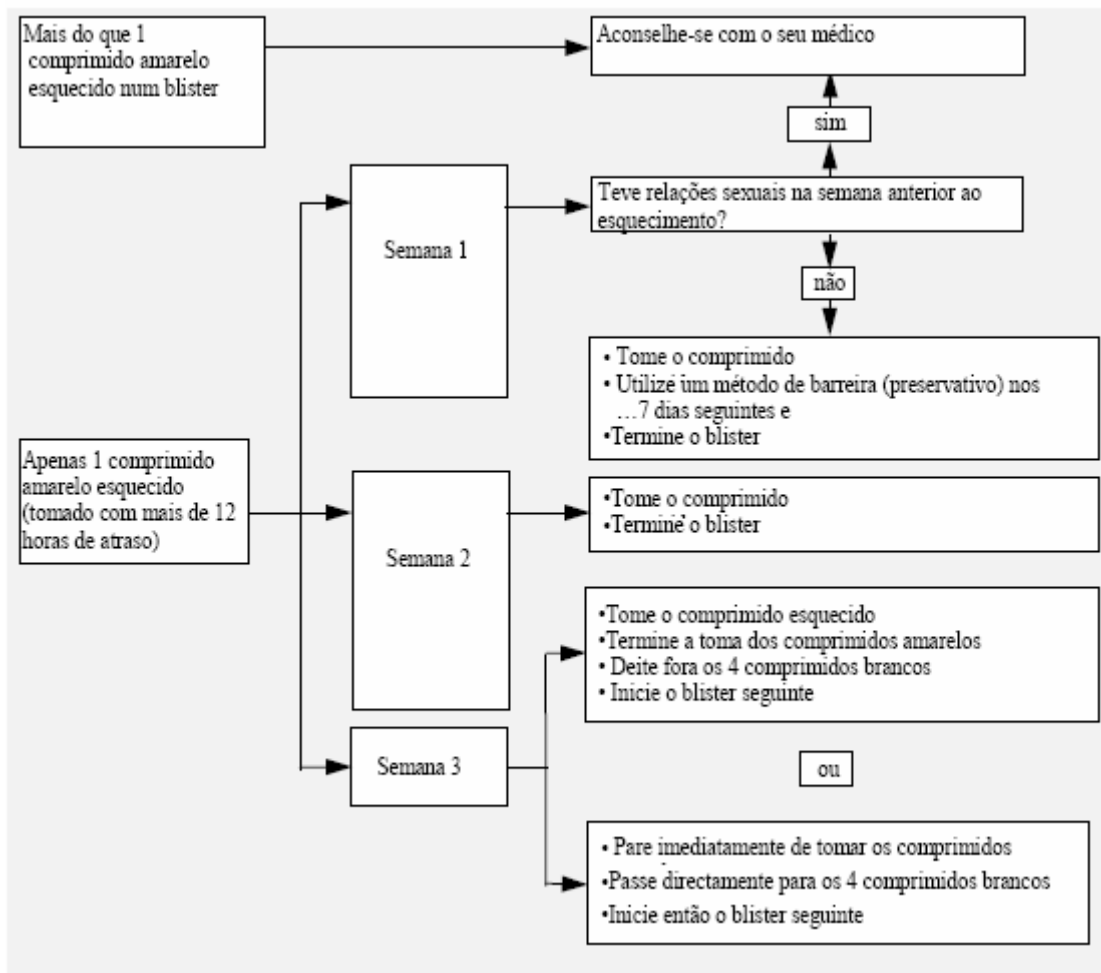 Mais do que 1
comprimido amarelo
esquecido num blister
Aconselhe-se com o seu médico
sim
Teve relações sexuais na semana anterior ao
esquecimento?
Semana 1
não
• Tome o comprimido
• Utilize um método de barreira (preservativo) nos
…7 dias seguintes e
•Termine o blister
Apenas 1 comprimido
amarelo esquecido
(tomado com mais de 12
horas de atraso)
Semana 2
•Tome o comprimido
•Termine o blister
•Tome o comprimido esquecido
•Termine a toma dos comprimidos amarelos
• Deite fora os 4 comprimidos brancos
• Inicie o blister seguinte
Semana 3
ou
• Pare imediatamente de tomar os comprimidos
•Passe directamente para os 4 comprimidos brancos
•Inicie então o blister seguinte